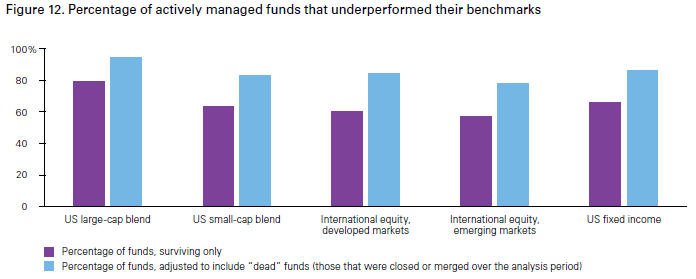 Figure 12. Percentage of actively managed funds that underperformed their benchmarks
100%
80
60
40
20
0
US large-cap blend
US small-cap blend
International equity,
developed markets
International equity,
emerging markets
US fixed income
Percentage of funds, surviving only
Percentage of funds, adjusted to include “dead” funds (those that were closed or merged over the analysis period)